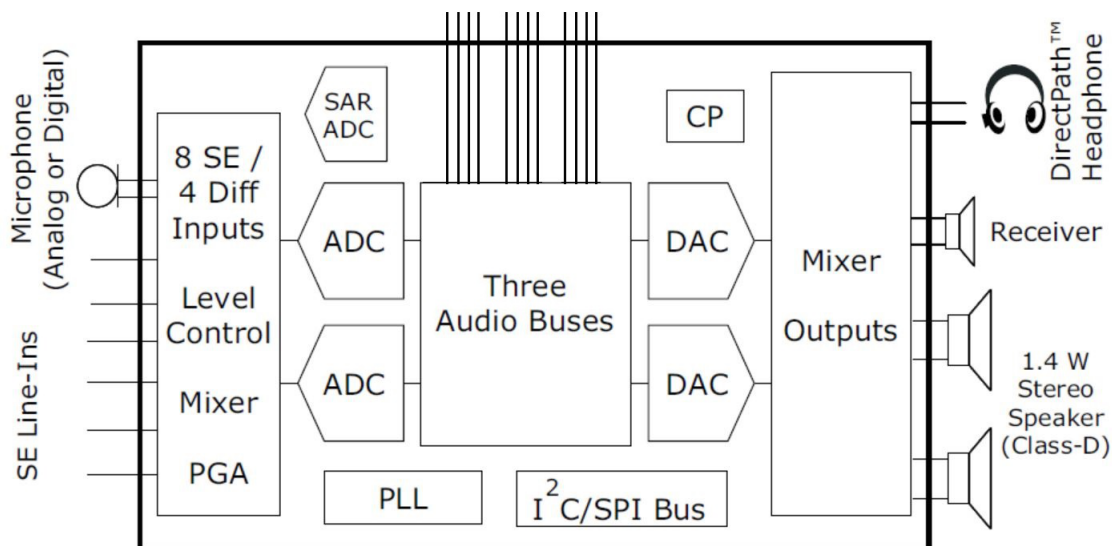 Microphone
(Analog or Digital)
SE Line-Ins
8 SE /
4 Diff
Inputs
Level
Control
Mixer
PGA
SAR
ADC
ADC
ADC
Three
Audio Buses
PLL
I²C/SPI Bus
CP
DAC
DAC
Mixer
Outputs
DirectPath™
Headphone
Receiver
1.4 W
Stereo
Speaker
(Class-D)